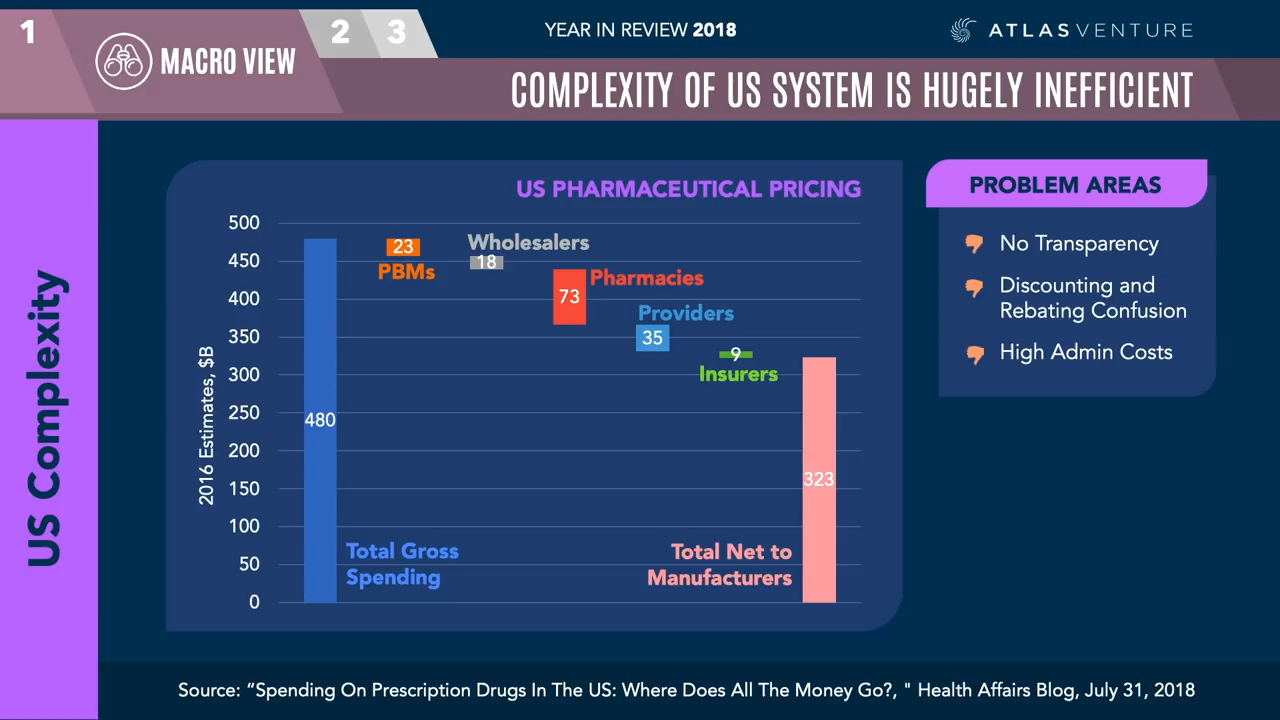 1
MACRO VIEW
2
3
YEAR IN REVIEW 2018
ATLAS VENTURE
COMPLEXITY OF US SYSTEM IS HUGELY INEFFICIENT
US Complexity
US PHARMACEUTICAL PRICING
2016 Estimates, $B
500
450
400
350
300
250
200
150
100
50
0
480
Total Gross
Spending
23
PBMs
Wholesalers
18
73
Pharmacies
Providers
35
9
Insurers
323
Total Net to
Manufacturers
PROBLEM AREAS
No Transparency
Discounting and
Rebating Confusion
High Admin Costs
Source: “Spending On Prescription Drugs In The US: Where Does All The Money Go?, " Health Affairs Blog, July 31, 2018